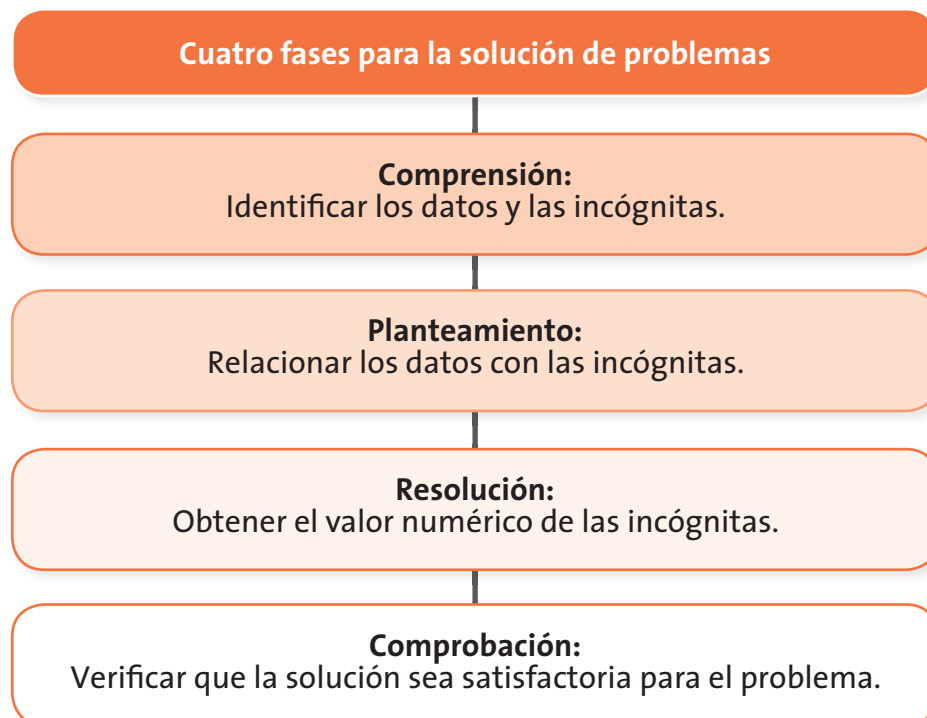 Cuatro fases para la solución de problemas
Comprensión:
Identificar los datos y las incógnitas.
Planteamiento:
Relacionar los datos con las incógnitas.
Resolución:
Obtener el valor numérico de las incógnitas.
Comprobación:
Verificar que la solución sea satisfactoria para el problema.